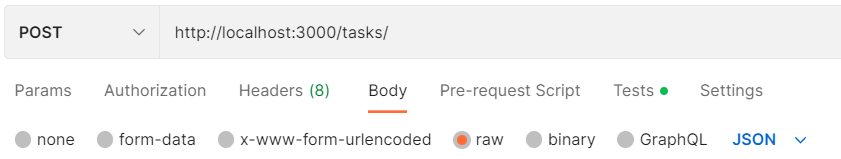 POST http://localhost:3000/tasks/
Params Authorization Headers (8) Body Pre-request Script Tests Settings
none form-data x-www-form-urlencoded raw binary GraphQL JSON